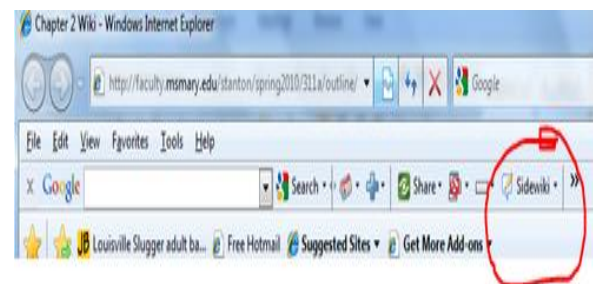 Chapter 2 Wiki - Windows Internet Explorer
http://faculty.msmary.edu/stanton/spring2010/311a/outline/ Google
File Edit View Favorites Tools Help
x Google Search Share Sidewiki »
JB Louisville Slugger adult ba... Free Hotmail Suggested Sites Get More Add-ons